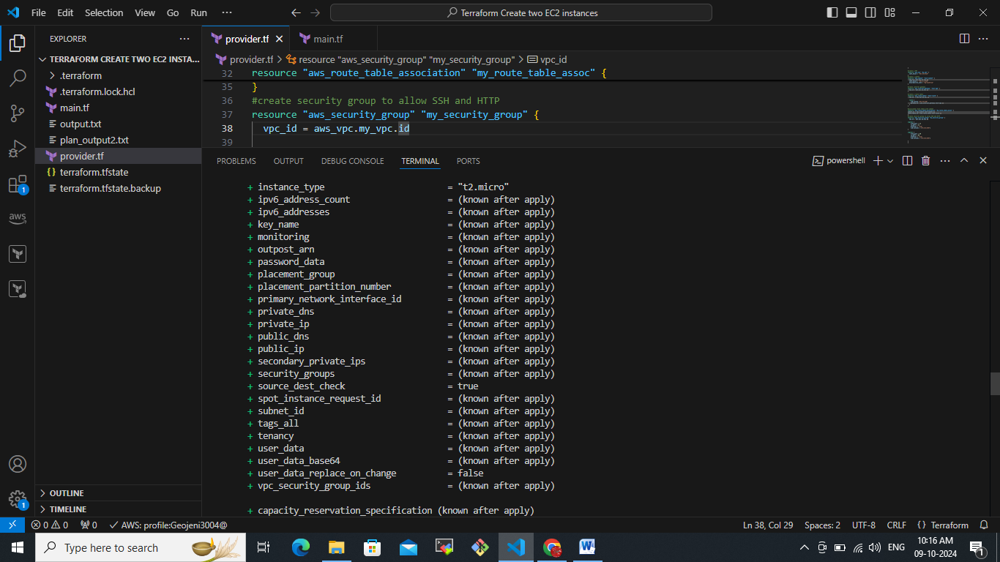 File Edit Selection View Go Run ··· Terraform Create two EC2 instances
EXPLORER ···
TERRAFORM CREATE TWO EC2 INSTA...
.terraform
.terraform.lock.hcl
main.tf
output.txt
plan_output2.txt
provider.tf
terraform.tfstate
terraform.tfstate.backup
OUTLINE
TIMELINE
1
aws
1
provider.tf main.tf
provider.tf > resource "aws_security_group" "my_security_group" > vpc_id
32 resource "aws_route_table_association" "my_route_table_assoc" {
35 }
36 #create security group to allow SSH and HTTP
37 resource "aws_security_group" "my_security_group" {
38 vpc_id = aws_vpc.my_vpc.id
39
PROBLEMS OUTPUT DEBUG CONSOLE TERMINAL PORTS powershell
+ instance_type = "t2.micro"
+ ipv6_address_count = (known after apply)
+ ipv6_addresses = (known after apply)
+ key_name = (known after apply)
+ monitoring = (known after apply)
+ outpost_arn = (known after apply)
+ password_data = (known after apply)
+ placement_group = (known after apply)
+ placement_partition_number = (known after apply)
+ primary_network_interface_id = (known after apply)
+ private_dns = (known after apply)
+ private_ip = (known after apply)
+ public_dns = (known after apply)
+ public_ip = (known after apply)
+ secondary_private_ips = (known after apply)
+ security_groups = (known after apply)
+ source_dest_check = true
+ spot_instance_request_id = (known after apply)
+ subnet_id = (known after apply)
+ tags_all = (known after apply)
+ tenancy = (known after apply)
+ user_data = (known after apply)
+ user_data_base64 = (known after apply)
+ user_data_replace_on_change = false
+ vpc_security_group_ids = (known after apply)
+ capacity_reservation_specification (known after apply)
0 0 0 AWS: profile:Geojeni3004@ Ln 38, Col 29 Spaces: 2 UTF-8 CRLF {} Terraform
Type here to search
ENG
10:16 AM
09-10-2024
1